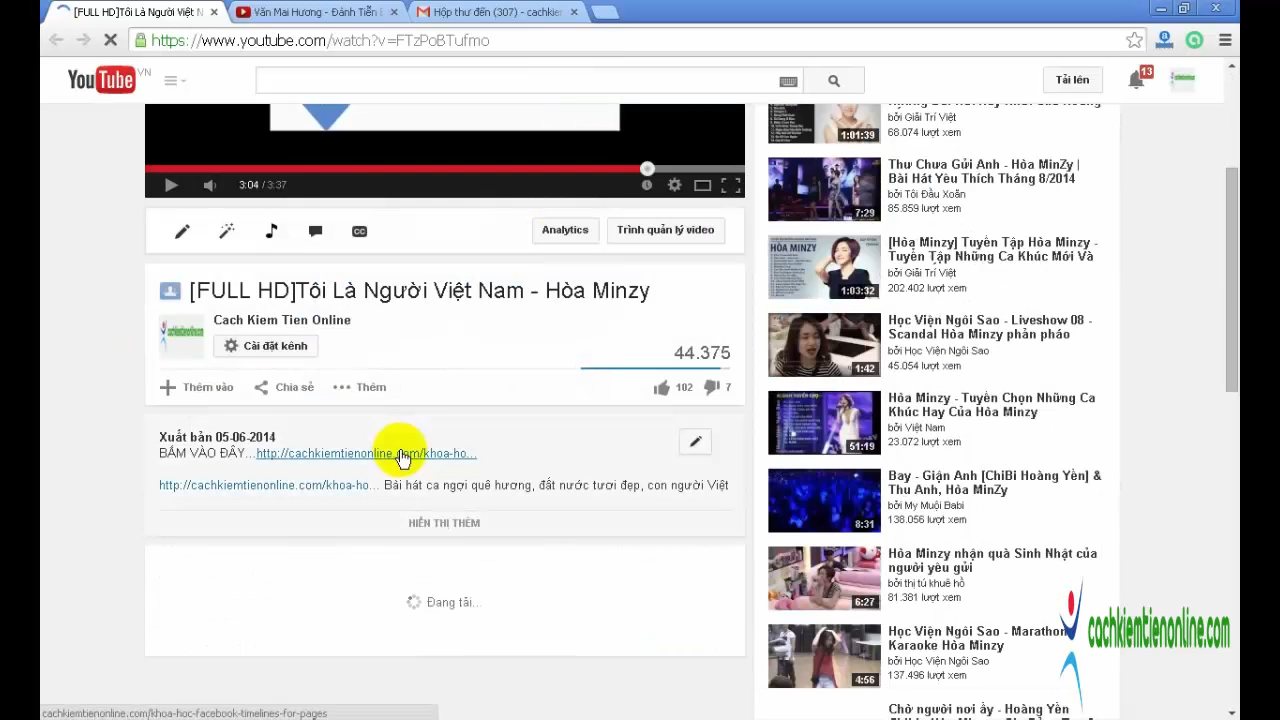 [FULL HD]Tôi Là Người Việt N
Văn Mai Hương - Đánh Tiền E
Hộp thư đến (307) - cachkien
https://www.youtube.com/watch?v=FTzPoBTufmo
YouTube VN
Tải lên
13
3:04 / 3:37
Analytics
Trình quản lý video
[FULL HD]Tôi Là Người Việt Nam - Hòa Minzy
Cach Kiem Tien Online
Cài đặt kênh
44.375
Thêm vào
Chia sẻ
Thêm
102
7
Xuất bản 05-06-2014
BẤM VÀO ĐÂY...http://cachkiemtienonline.com/khoa-ho...
http://cachkiemtienonline.com/khoa-ho... Bài hát ca ngợi quê hương, đất nước tươi đẹp, con người Việt
HIỂN THỊ THÊM
Đang tải...
bởi Giải Trí Việt
68.074 lượt xem
1:01:39
Thư Chưa Gửi Anh - Hòa MinZy |
Bài Hát Yêu Thích Tháng 8/2014
bởi Tôi Đầu Xoăn
85.859 lượt xem
7:29
[Hòa Minzy] Tuyển Tập Hòa Minzy -
Tuyển Tập Những Ca Khúc Mới Và
bởi Giải Trí Việt
202.402 lượt xem
HÒA MINZY
1:03:32
Học Viện Ngôi Sao - Liveshow 08 -
Scandal Hòa Minzy phản pháo
bởi Học Viện Ngôi Sao
45.054 lượt xem
1:42
Hòa Minzy - Tuyển Chọn Những Ca
Khúc Hay Của Hòa Minzy
bởi Việt Nam
23.072 lượt xem
51:19
Bay - Giận Anh [ChiBi Hoàng Yến] &
Thu Anh, Hòa MinZy
bởi My Muội Babi
138.056 lượt xem
8:31
Hòa Minzy nhận quà Sinh Nhật của
người yêu gửi
bởi thị tú khuê hồ
81.381 lượt xem
6:27
Học Viện Ngôi Sao - Marathon
Karaoke Hòa Minzy
bởi Học Viện Ngôi Sao
137.496 lượt xem
4:56
Chờ người nơi ấy - Hoàng Yến
cachkiemtienonline.com
cachkiemtienonline.com/khoa-hoc-facebook-timelines-for-pages